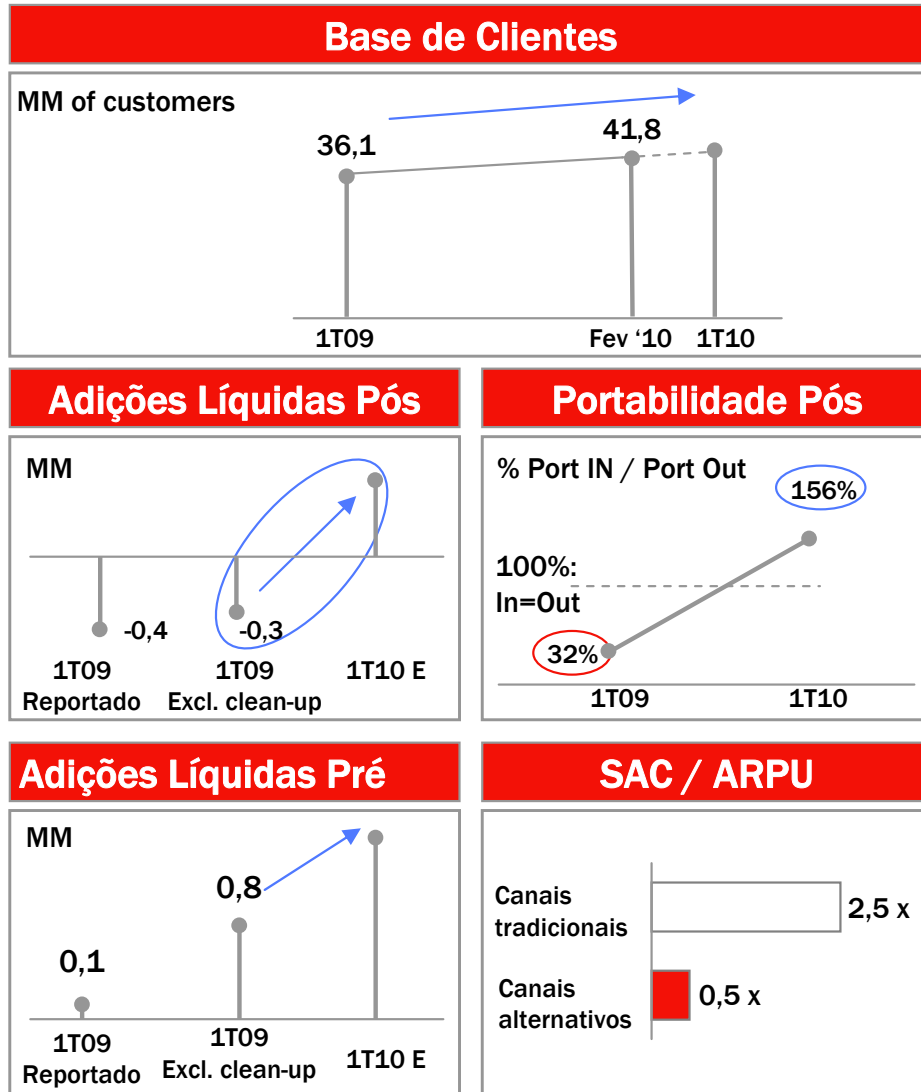 Base de Clientes
MM of customers
36,1
41,8
1T09
Fev ‘10
1T10
Adições Líquidas Pós
MM
-0,4
-0,3
1T09
Reportado
1T09
Excl. clean-up
1T10 E
Portabilidade Pós
% Port IN / Port Out
156%
100%:
In=Out
32%
1T09
1T10
Adições Líquidas Pré
MM
0,1
0,8
1T09
Reportado
1T09
Excl. clean-up
1T10 E
SAC / ARPU
Canais
tradicionais
2,5 x
Canais
alternativos
0,5 x